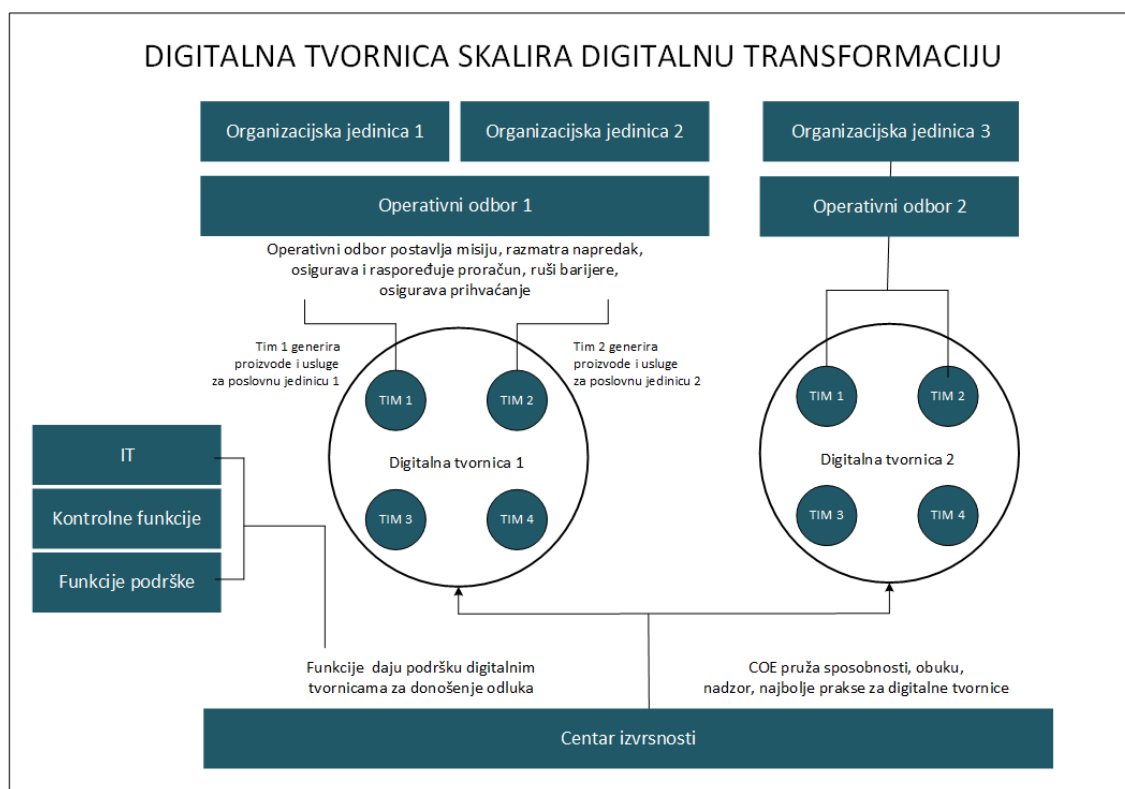 DIGITALNA TVORNICA SKALIRA DIGITALNU TRANSFORMACIJU
Organizacijska jedinica 1
Organizacijska jedinica 2
Organizacijska jedinica 3
Operativni odbor 1
Operativni odbor 2
Operativni odbor postavlja misiju, razmatra napredak,
osigurava i raspoređuje proračun, ruši barijere,
osigurava prihvaćanje
Tim 1 generira
proizvode i usluge
za poslovnu jedinicu 1
Tim 2 generira
proizvode i usluge
za poslovnu jedinicu 2
TIM 1
TIM 2
Digitalna tvornica 1
TIM 3
TIM 4
TIM 1
TIM 2
Digitalna tvornica 2
TIM 3
TIM 4
IT
Kontrolne funkcije
Funkcije podrške
Funkcije daju podršku digitalnim
tvornicama za donošenje odluka
COE pruža sposobnosti, obuku,
nadzor, najbolje prakse za digitalne tvornice
Centar izvrsnosti